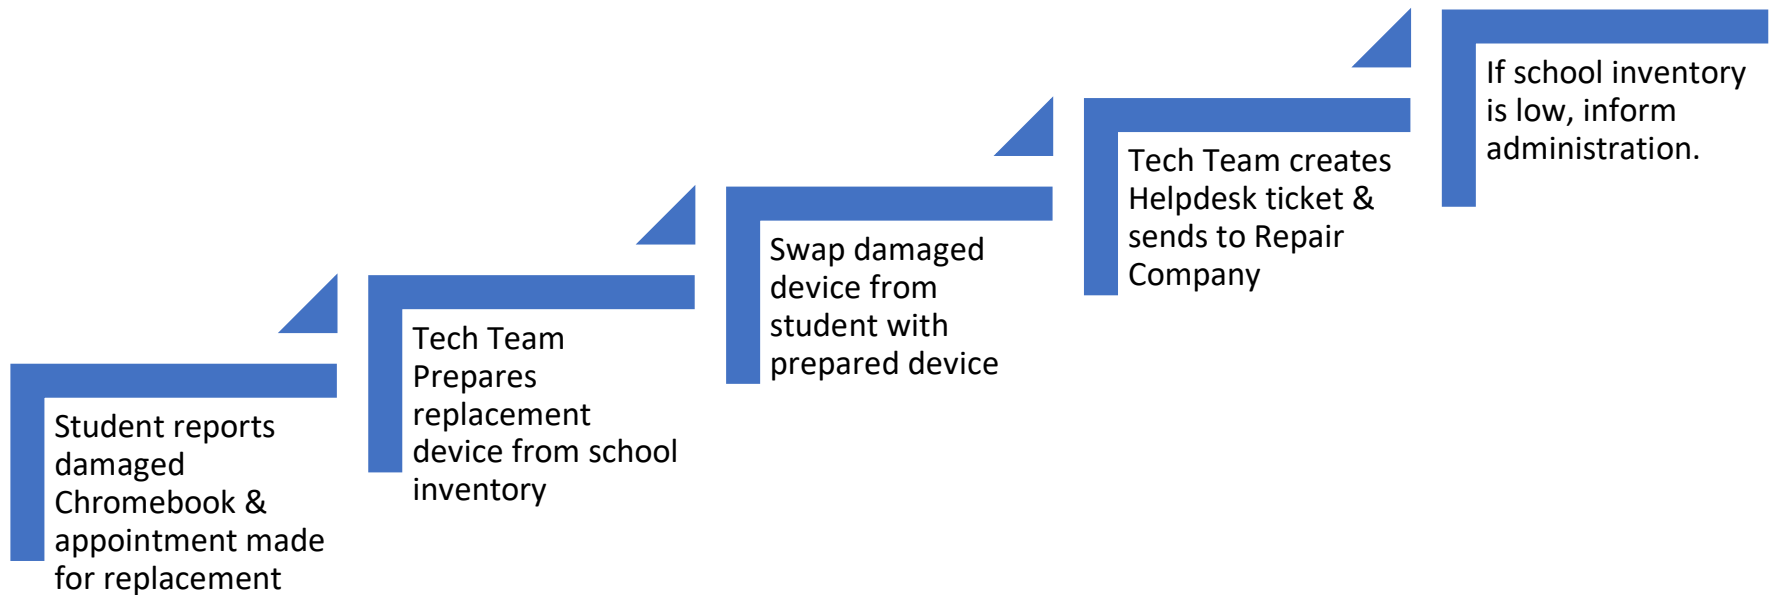 Student reports
damaged
Chromebook &
appointment made
for replacement
Tech Team
Prepares
replacement
device from school
inventory
Swap damaged
device from
student with
prepared device
Tech Team creates
Helpdesk ticket &
sends to Repair
Company
If school inventory
is low, inform
administration.